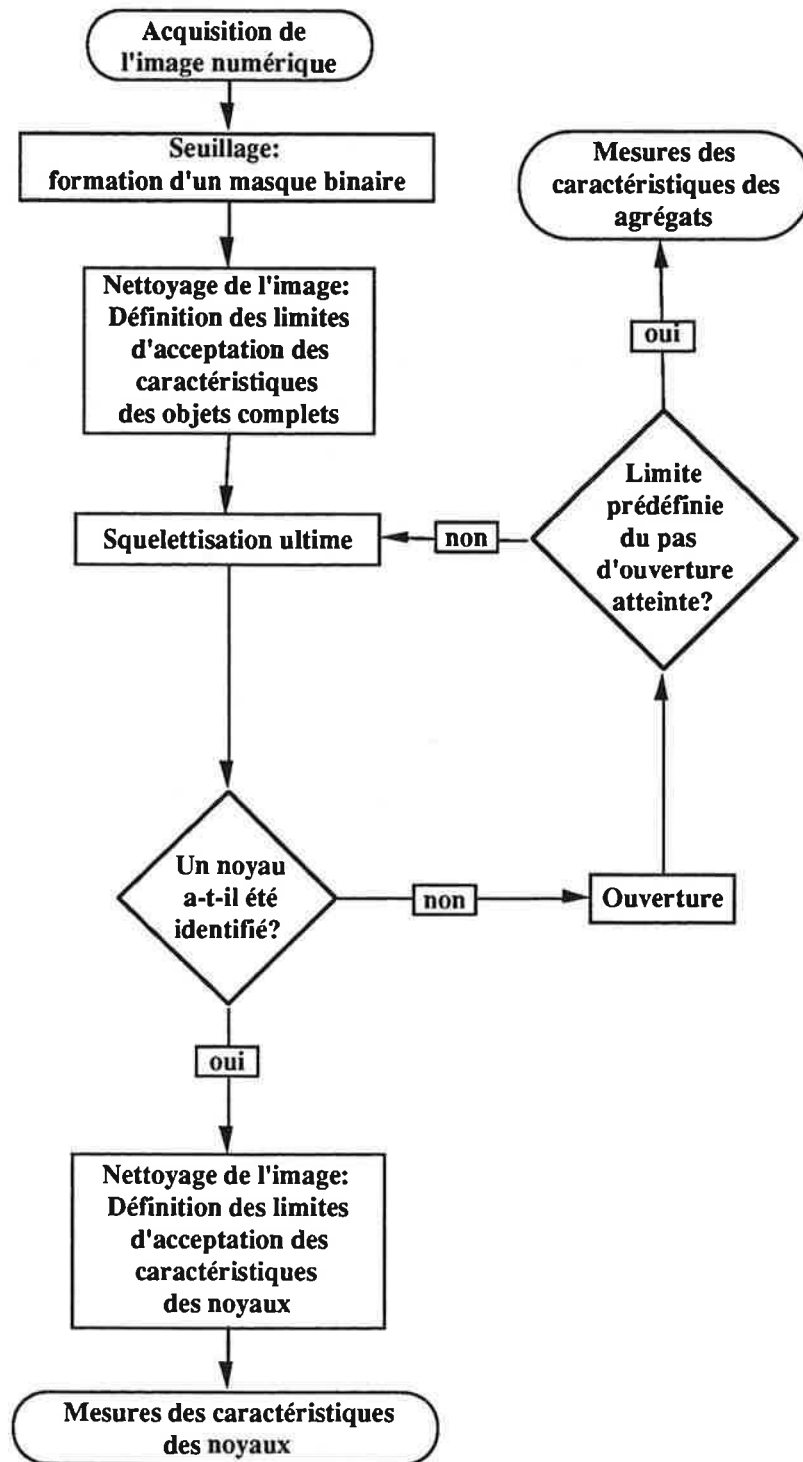 Acquisition de
l'image numérique
Seuillage:
formation d'un masque binaire
Mesures des
caractéristiques des
agrégats
Nettoyage de l'image:
Définition des limites
d'acceptation des
caractéristiques
des objets complets
oui
Limite
prédéfinie
du pas
d'ouverture
atteinte?
Squelettisation ultime
non
Un noyau
a-t-il été
identifié?
non
Ouverture
oui
Nettoyage de l'image:
Définition des limites
d'acceptation des
caractéristiques
des noyaux
Mesures des caractéristiques
des noyaux